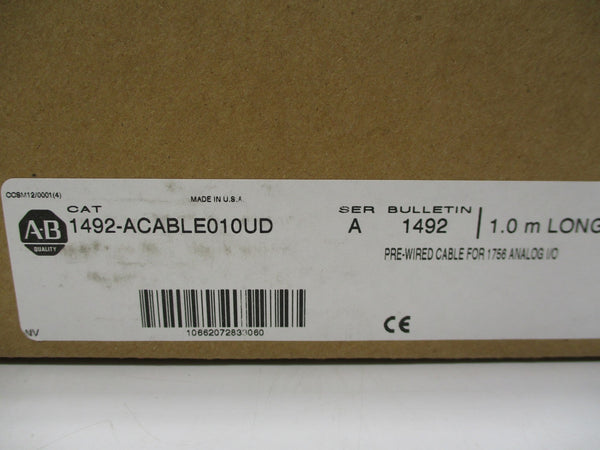 CCSM12/0001(4)
MADE IN U.S.A.
CAT
SER BULLETIN
AB
QUALITY
1492-ACABLE010UD
A 1492
1.0 m LONG
PRE-WIRED CABLE FOR 1756 ANALOG I/O
CE
NV